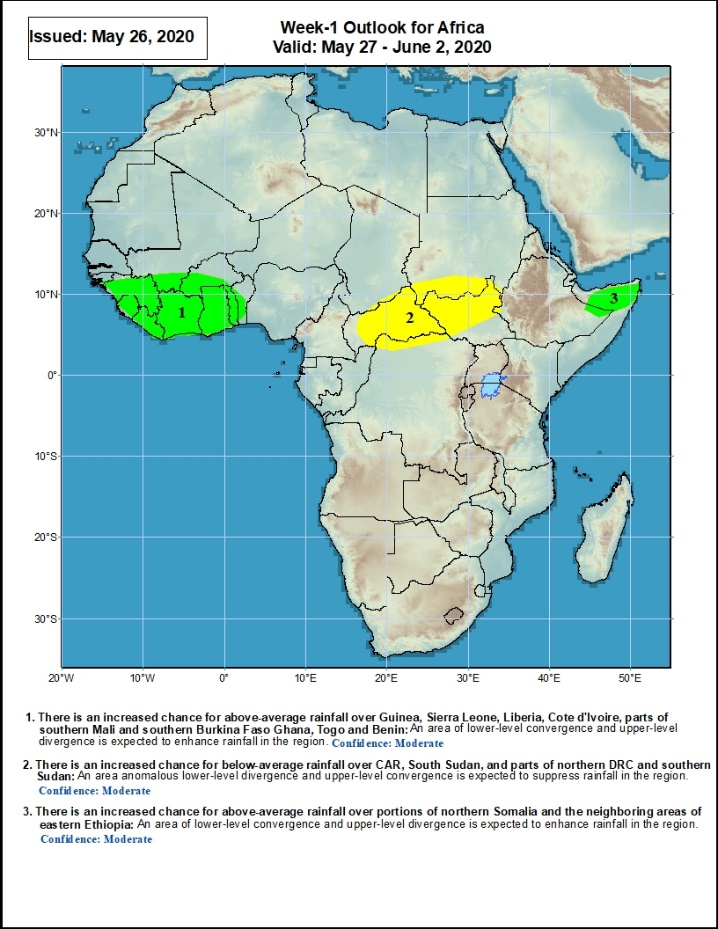 Issued: May 26, 2020
Week-1 Outlook for Africa
Valid: May 27 - June 2, 2020
30°N
20°N
10°N
0°
10°S
20°S
30°S
1
2
3
20°W
10°W
0°
10°E
20°E
30°E
40°E
50°E
1. There is an increased chance for above-average rainfall over Guinea, Sierra Leone, Liberia, Cote d'Ivoire, parts of
southern Mali and southern Burkina Faso Ghana, Togo and Benin: An area of lower-level convergence and upper-level
divergence is expected to enhance rainfall in the region. Confidence: Moderate
2. There is an increased chance for below-average rainfall over CAR, South Sudan, and parts of northern DRC and southern
Sudan: An area anomalous lower-level divergence and upper-level convergence is expected to suppress rainfall in the region.
Confidence: Moderate
3. There is an increased chance for above-average rainfall over portions of northern Somalia and the neighboring areas of
eastern Ethiopia: An area of lower-level convergence and upper-level divergence is expected to enhance rainfall in the region.
Confidence: Moderate